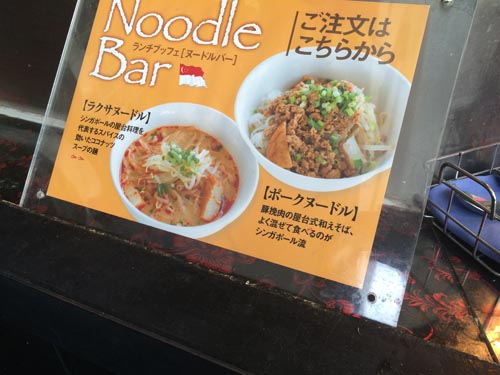 Noodle
Bar
ランチブッフェ[ヌードルバー]
ご注文は
こちらから
【ラクサヌードル】
シンガポールの屋台料理を
代表するスパイスの
効いたココナッツ
スープの麺
【ポークヌードル】
豚挽肉の屋台式和えそば、
よく混ぜて食べるのが
シンガポール流